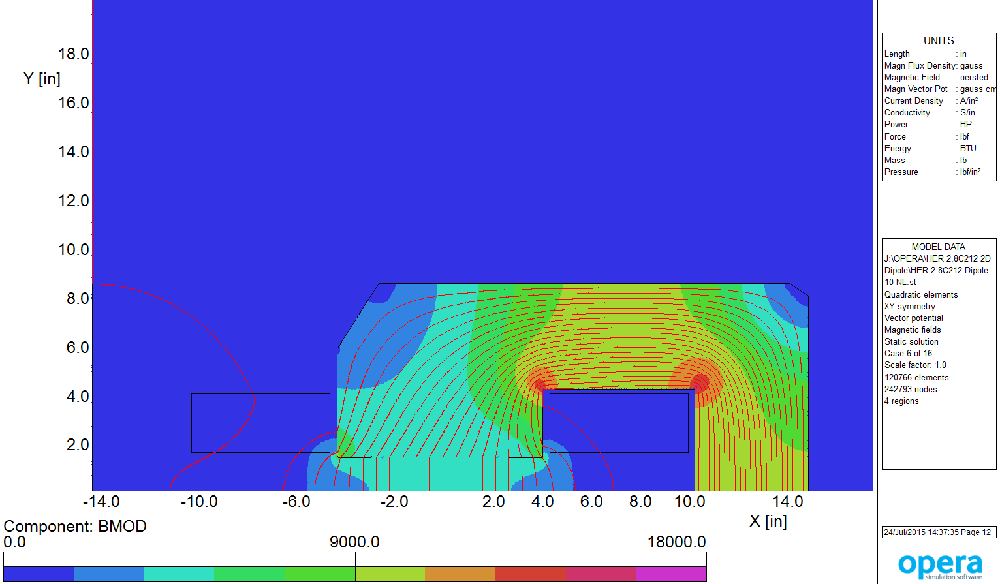 18.0
Y [in]
16.0
14.0
12.0
10.0
8.0
6.0
4.0
2.0
-14.0 -10.0 -6.0 -2.0 2.0 4.0 6.0 8.0 10.0 14.0
X [in]
Component: BMOD
0.0 9000.0 18000.0
UNITS
Length : in
Magn Flux Density: gauss
Magnetic Field : oersted
Magn Vector Pot : gauss cm
Current Density : A/in²
Conductivity : S/in
Power : HP
Force : lbf
Energy : BTU
Mass : lb
Pressure : lbf/in²
MODEL DATA
J:\OPERA\HER 2.8C212 2D
Dipole\HER 2.8C212 Dipole
10 NL.st
Quadratic elements
XY symmetry
Vector potential
Magnetic fields
Static solution
Case 6 of 16
Scale factor: 1.0
120766 elements
242793 nodes
4 regions
24/Jul/2015 14:37:35 Page 12
opera
simulation software